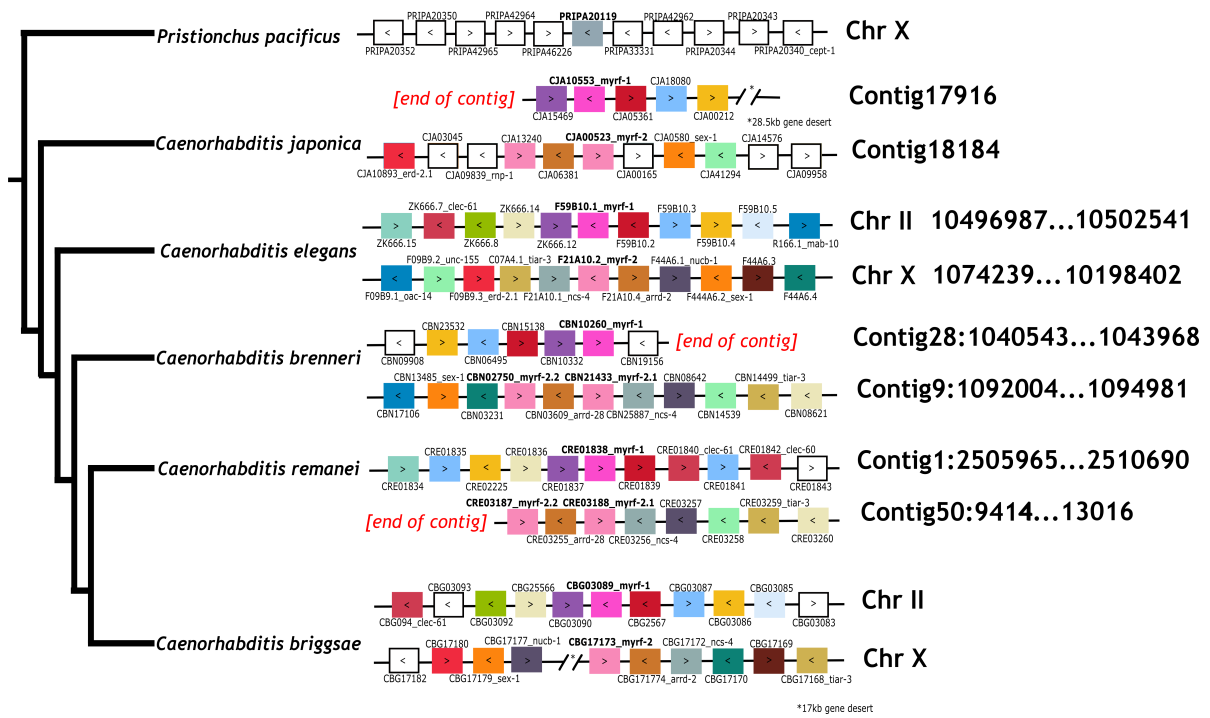 PRIPA20350 PRIPA42964 PRIPA20119 PRIPA42962 PRIPA20343
Pristionchus pacificus < < > > > < < < < > < Chr X
PRIPA20352 PRIPA42965 PRIPA46226 PRIPA33331 PRIPA20344 PRIPA20340_cept-1
CJA10553_myrf-1 CJA18080
[end of contig] > < > > > * Contig17916
CJA15469 CJA05361 CJA00212
*28.5kb gene desert
CJA03045 CJA13240 CJA00523_myrf-2 CJA0580_sex-1 CJA14576
Caenorhabditis japonica < < < > < > > < < > > Contig18184
CJA10893_erd-2.1 CJA09839_rnp-1 CJA06381 CJA00165 CJA41294 CJA09958
ZK666.7_clec-61 ZK666.14 F59B10.1_myrf-1 F59B10.3 F59B10.5
> < < > > < < > > < > Chr II 10496987...10502541
ZK666.15 ZK666.8 ZK666.12 F59B10.2 F59B10.4 R166.1_mab-10
Caenorhabditis elegans
F09B9.2_unc-155 C07A4.1_tiar-3 F21A10.2_myrf-2 F44A6.1_nucb-1 F44A6.3
< > > > > < > < < > < Chr X 1074239...10198402
F09B9.1_oac-14 F09B9.3_erd-2.1 F21A10.1_ncs-4 F21A10.4_arrd-2 F444A6.2_sex-1 F44A6.4
CBN23532 CBN15138 CBN10260_myrf-1
< > < > > > < [end of contig] Contig28:1040543...1043968
CBN09908 CBN06495 CBN10332 CBN19156
Caenorhabditis brenneri
CBN13485_sex-1 CBN02750_myrf-2.2 CBN21433_myrf-2.1 CBN08642 CBN14499_tiar-3
< > < > < > < > < < < Contig9:1092004...1094981
CBN17106 CBN03231 CBN03609_arrd-28 CBN25887_ncs-4 CBN14539 CBN08621
CRE01835 CRE01836 CRE01838_myrf-1 CRE01840_clec-61 CRE01842_clec-60
Caenorhabditis remanei > > < > > > > > > < > Contig1:2505965...2510690
CRE01834 CRE02225 CRE01837 CRE01839 CRE01841 CRE01843
CRE03187_myrf-2.2 CRE03188_myrf-2.1 CRE03257 CRE03259_tiar-3
[end of contig] > < > < < < < < Contig50:9414...13016
CRE03255_arrd-28 CRE03256_ncs-4 CRE03258 CRE03260
CBG03093 CBG25566 CBG03089_myrf-1 CBG03087 CBG03085
< < < > > < < > > < > Chr II
CBG094_clec-61 CBG03092 CBG03090 CBG2567 CBG03086 CBG03083
Caenorhabditis briggsae
CBG17180 CBG17177_nucb-1 CBG17173_myrf-2 CBG17172_ncs-4 CBG17169
< > < > * > < > < > < Chr X
CBG17182 CBG17179_sex-1 CBG171774_arrd-2 CBG17170 CBG17168_tiar-3
*17kb gene desert